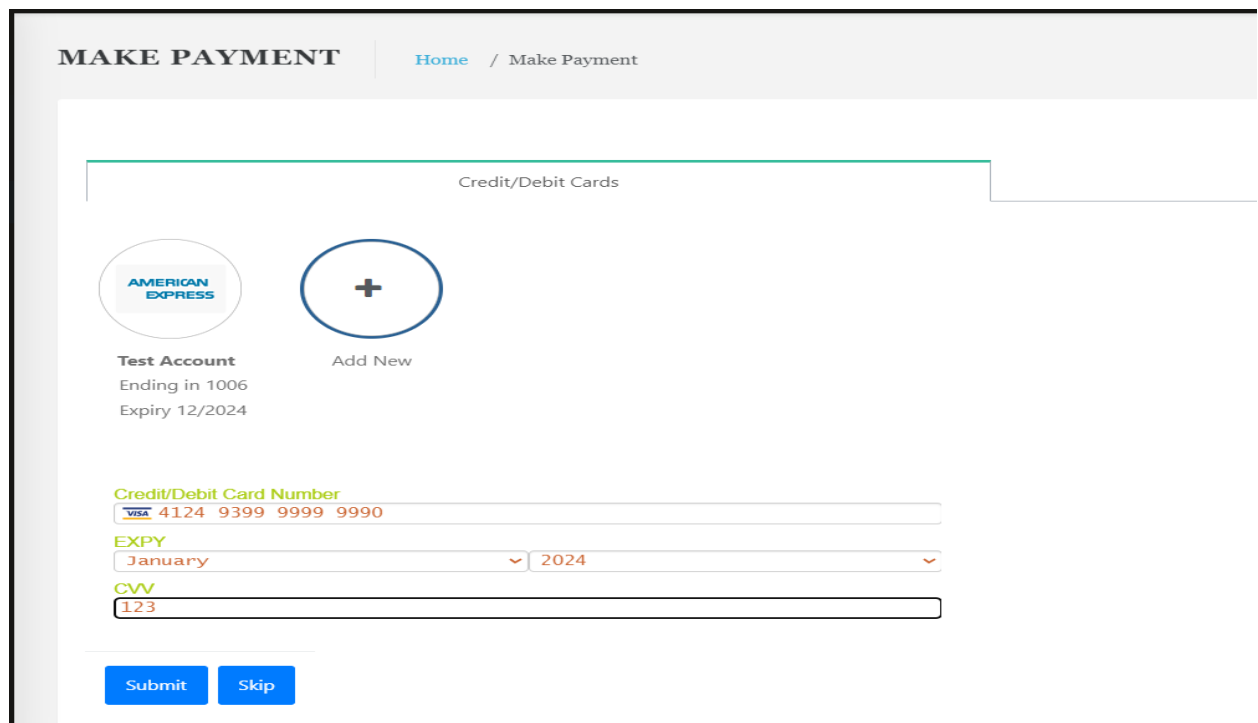 MAKE PAYMENT Home / Make Payment
Credit/Debit Cards
AMERICAN
EXPRESS
+
Test Account
Ending in 1006
Expiry 12/2024
Add New
Credit/Debit Card Number
VISA 4124 9399 9999 9990
EXPY
January 2024
CVV
123
Submit Skip